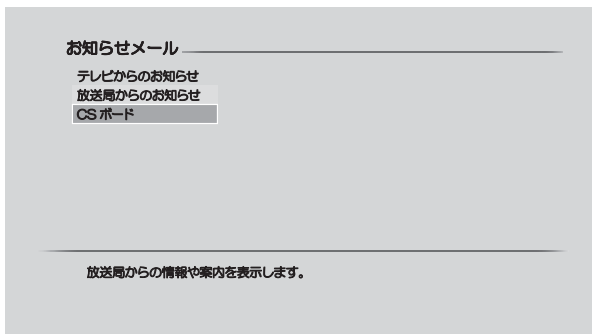 お知らせメール
テレビからのお知らせ
放送局からのお知らせ
CS ボード
放送局からの情報や案内を表示します。